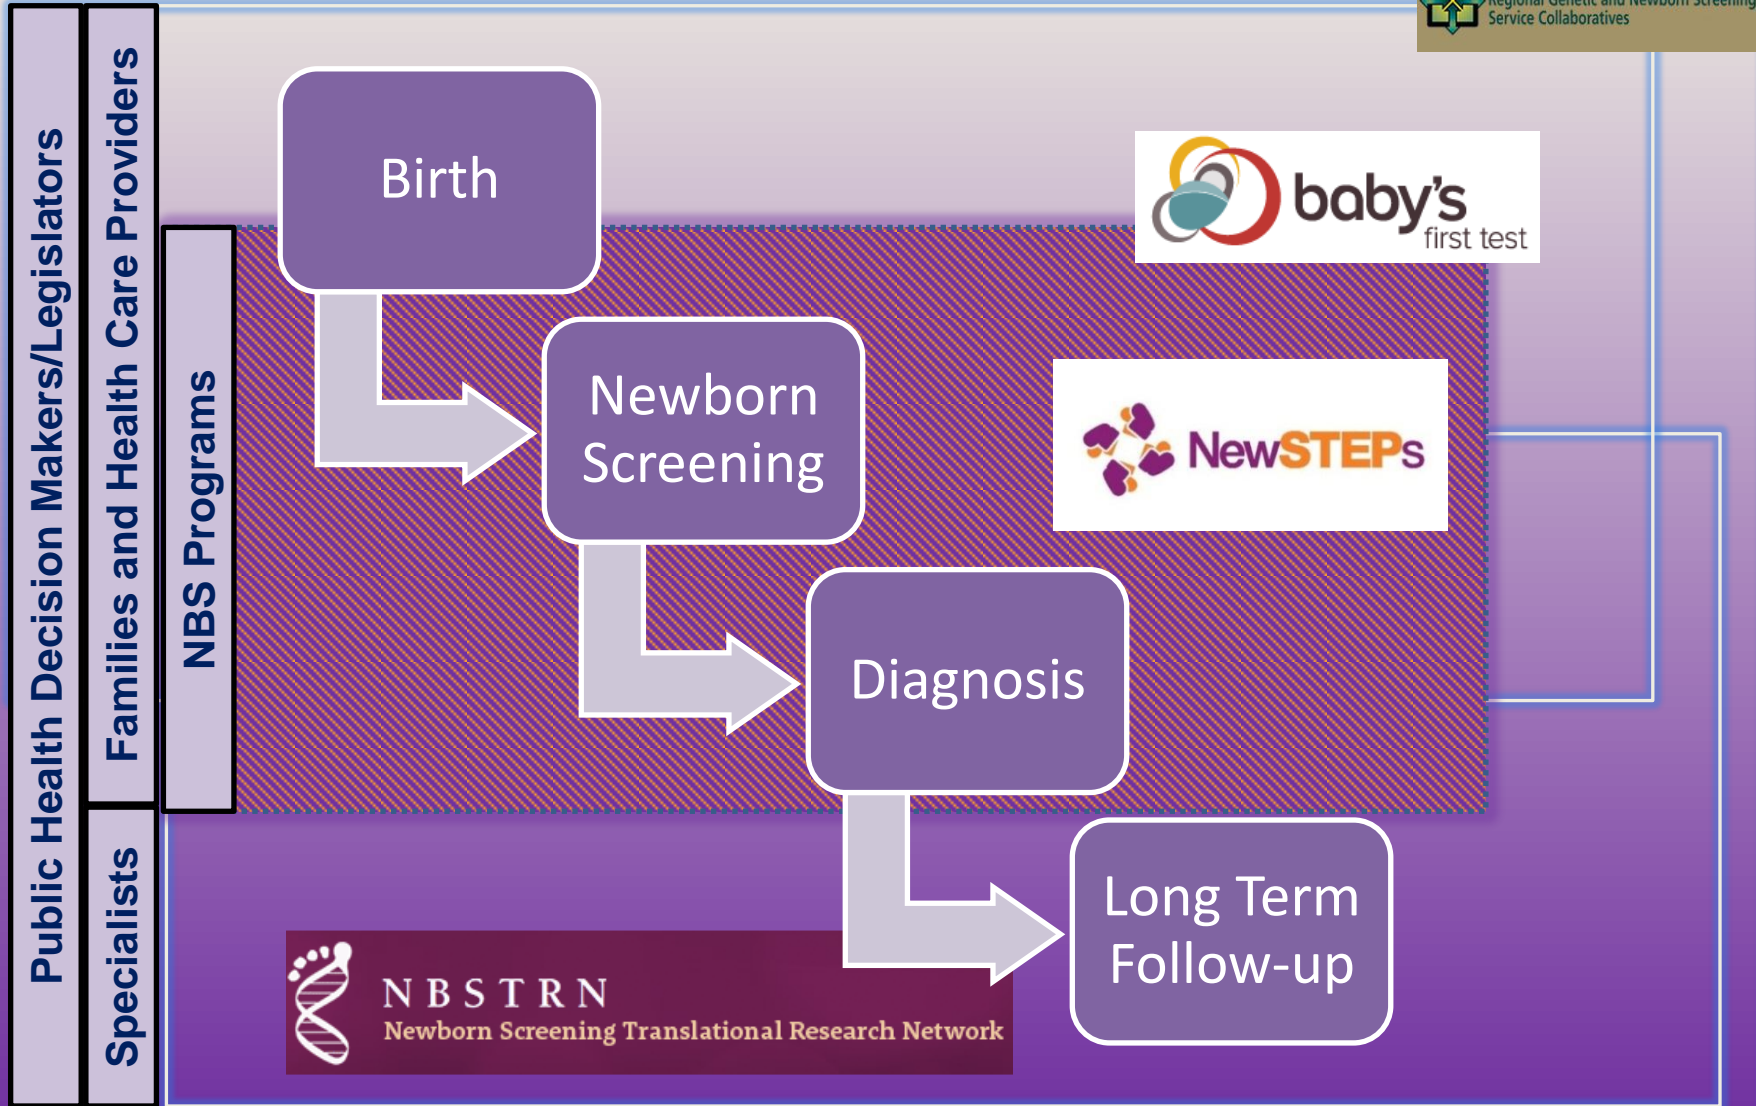 Regional Genetic and Newborn Screening
Service Collaboratives
Public Health Decision Makers/Legislators
Families and Health Care Providers
Specialists
NBS Programs
Birth
baby's
first test
Newborn
Screening
NewSTEPs
Diagnosis
Long Term
Follow-up
NBSTRN
Newborn Screening Translational Research Network